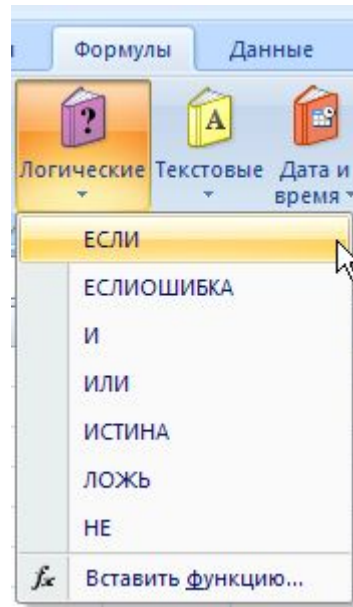 Формулы Данные
Логические Текстовые Дата и
время
ЕСЛИ
ЕСЛИОШИБКА
И
ИЛИ
ИСТИНА
ЛОЖЬ
НЕ
fx Вставить функцию...